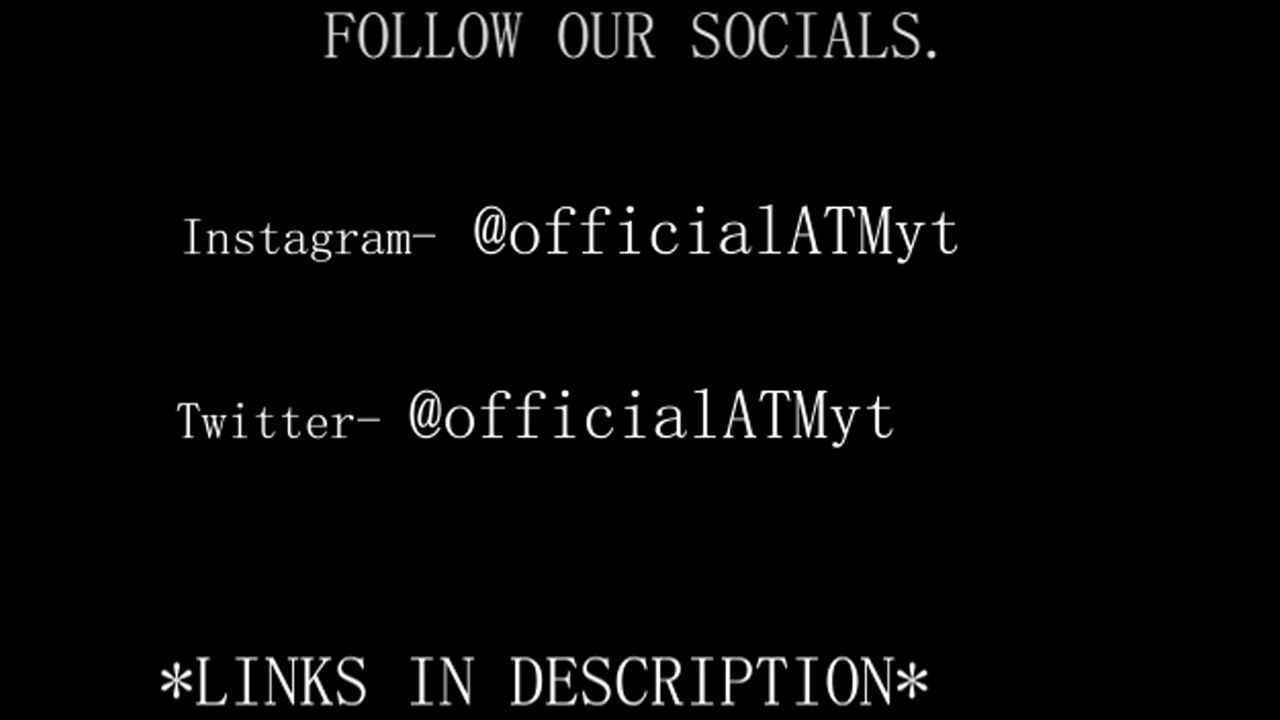 FOLLOW OUR SOCIALS.
Instagram- @officialATMyt
Twitter- @officialATMyt
*LINKS IN DESCRIPTION*